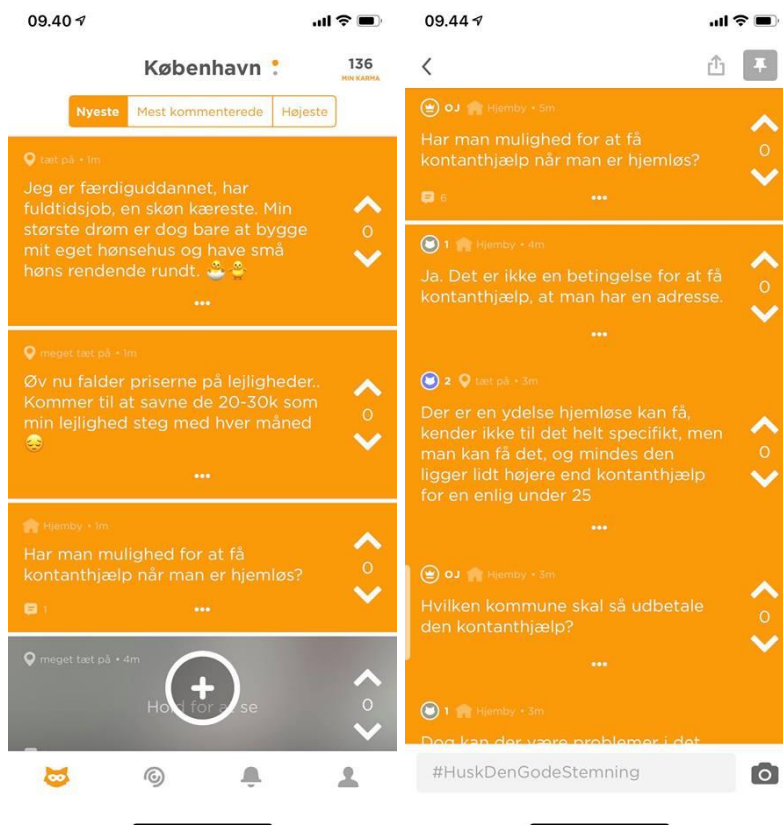 09.40
København
136
MIN KARMA
Nyeste
Mest kommenterede
Højeste
tæt på • 1m
Jeg er færdiguddannet, har
fuldtidsjob, en skøn kæreste. Min
største drøm er dog bare at bygge
mit eget hønsehus og have små
høns rendende rundt. 🐣🐥
0
meget tæt på • 1m
Øv nu falder priserne på lejligheder..
Kommer til at savne de 20-30k som
min lejlighed steg med hver måned
😔
0
Hjemby • 1m
Har man mulighed for at få
kontanthjælp når man er hjemløs?
0
1
meget tæt på • 4m
Hold for at se
0
09.44
OJ Hjemby • 5m
Har man mulighed for at få
kontanthjælp når man er hjemløs?
0
6
1 Hjemby • 4m
Ja. Det er ikke en betingelse for at få
kontanthjælp, at man har en adresse.
0
2 tæt på • 3m
Der er en ydelse hjemløse kan få,
kender ikke til det helt specifikt, men
man kan få det, og mindes den
ligger lidt højere end kontanthjælp
for en enlig under 25
0
OJ Hjemby • 3m
Hvilken kommune skal så udbetale
den kontanthjælp?
0
1 Hjemby • 3m
Dog kan der være problemer i det
#HuskDenGodeStemning